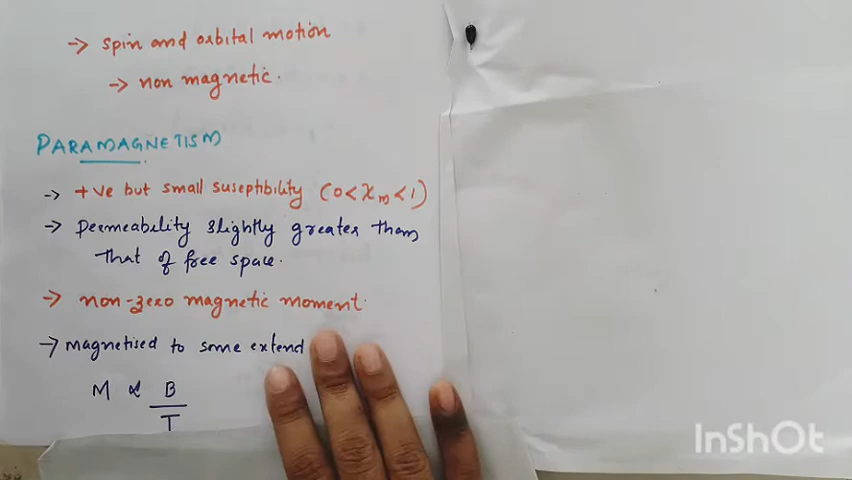 → spin and orbital motion
→ non magnetic.
PARAMAGNETISM
→ +ve but small suseptibility (0 < χm < 1)
→ permeability slightly greater than
that of free space.
→ non-zero magnetic moment.
→ magnetised to some extend
M ∝ B/T
InShOt